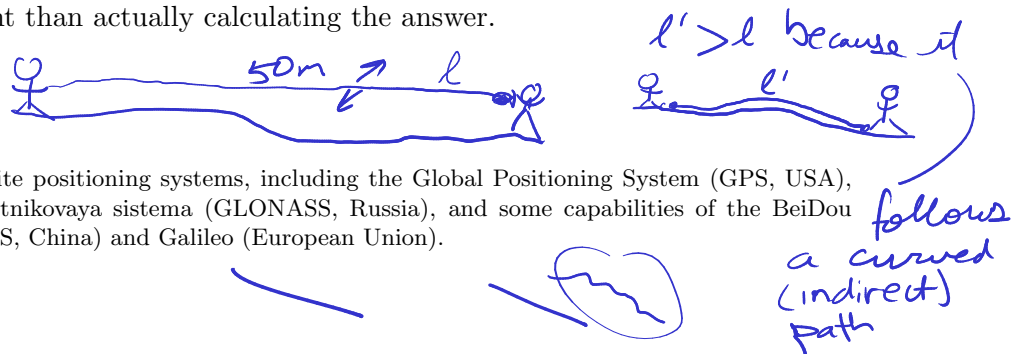 nt than actually calculating the answer.
50m
l
l' > l because it
l'
ite positioning systems, including the Global Positioning System (GPS, USA),
tnikovaya sistema (GLONASS, Russia), and some capabilities of the BeiDou
S, China) and Galileo (European Union).
follows
a curved
(indirect)
path